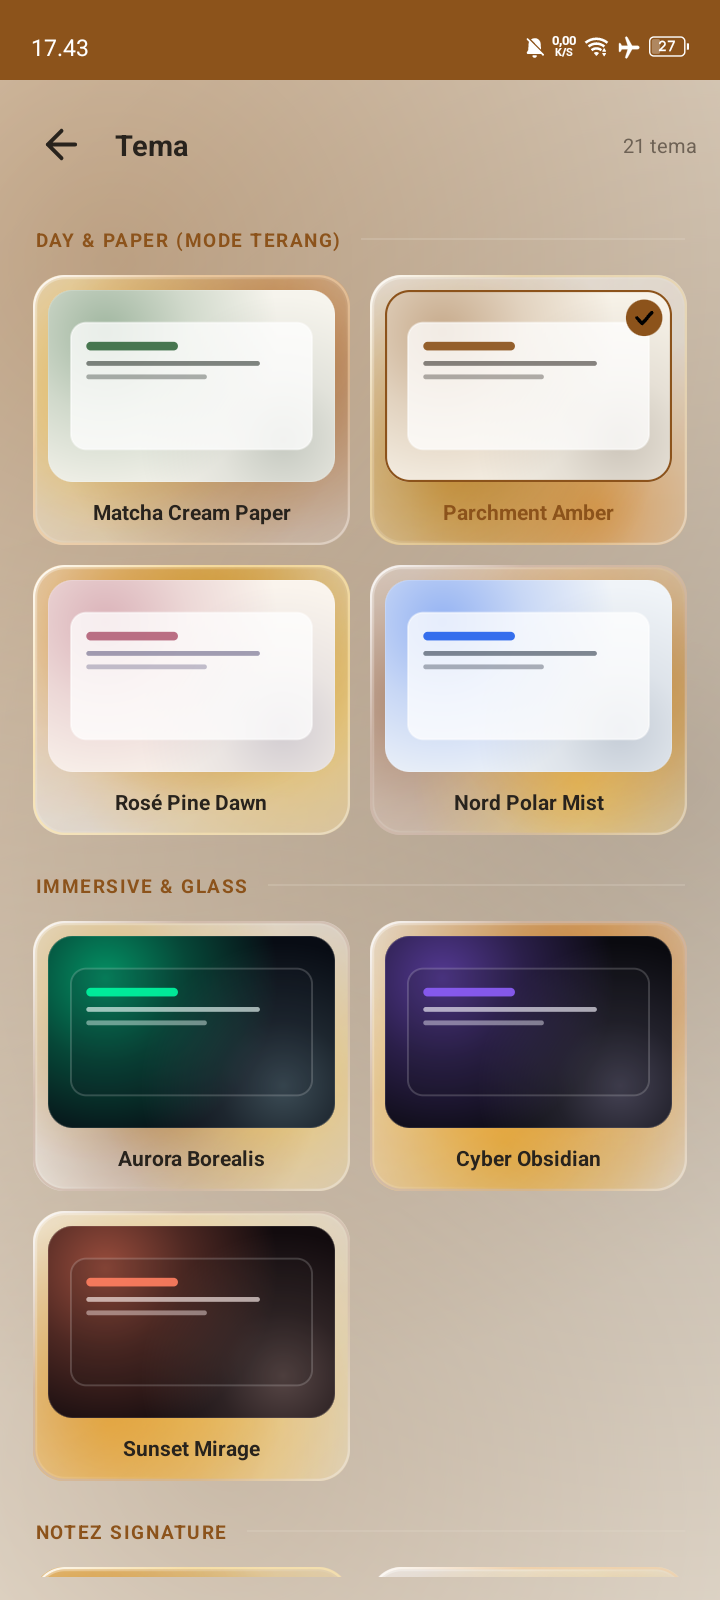 17.43
0,00
K/S
27
Tema
21 tema
DAY & PAPER (MODE TERANG)
Matcha Cream Paper
Parchment Amber
Rosé Pine Dawn
Nord Polar Mist
IMMERSIVE & GLASS
Aurora Borealis
Cyber Obsidian
Sunset Mirage
NOTEZ SIGNATURE